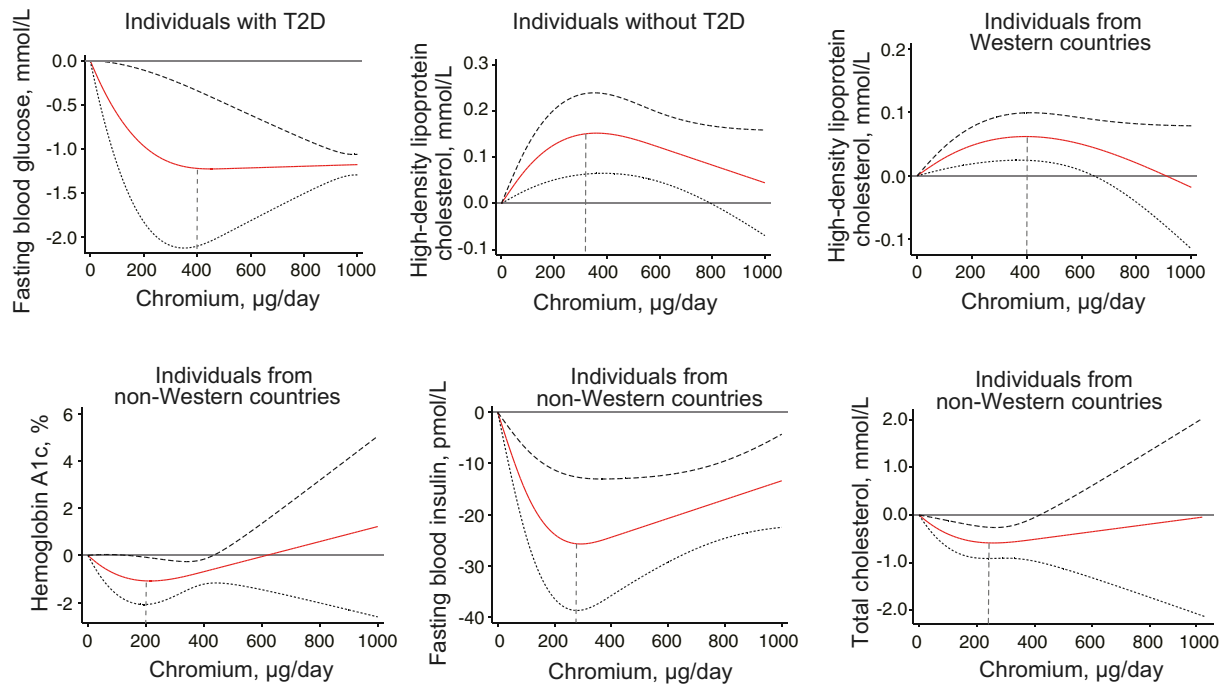 Individuals with T2D
Fasting blood glucose, mmol/L
0.0
-0.5
-1.0
-1.5
-2.0
0 200 400 600 800 1000
Chromium, µg/day
Individuals without T2D
High-density lipoprotein
cholesterol, mmol/L
0.3
0.2
0.1
0.0
-0.1
0 200 400 600 800 1000
Chromium, µg/day
Individuals from
Western countries
High-density lipoprotein
cholesterol, mmol/L
0.2
0.1
0.0
-0.1
0 200 400 600 800 1000
Chromium, µg/day
Individuals from
non-Western countries
Hemoglobin A1c, %
6
4
2
0
-2
0 200 400 600 800 1000
Chromium, µg/day
Individuals from
non-Western countries
Fasting blood insulin, pmol/L
0
-10
-20
-30
-40
0 200 400 600 800 1000
Chromium, µg/day
Individuals from
non-Western countries
Total cholesterol, mmol/L
2.0
1.0
0.0
-1.0
-2.0
0 200 400 600 800 1000
Chromium, µg/day